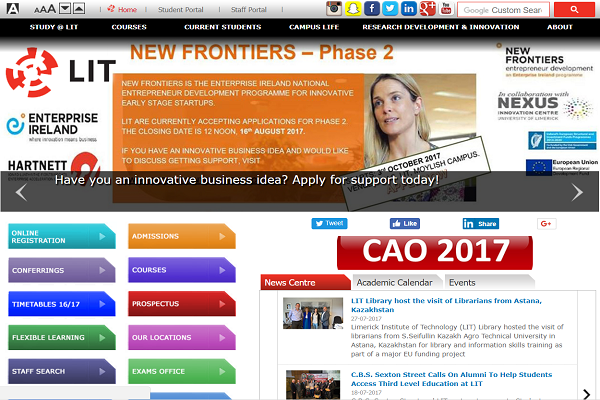 A AAA Home Student Portal Staff Portal Google Custom Sear
STUDY @ LIT COURSES CURRENT STUDENTS CAMPUS LIFE RESEARCH DEVELOPMENT & INNOVATION ABOUT
NEW FRONTIERS – Phase 2
LIT
NEW FRONTIERS IS THE ENTERPRISE IRELAND NATIONAL
ENTREPRENEUR DEVELOPMENT PROGRAMME FOR INNOVATIVE
EARLY STAGE STARTUPS.
LIT ARE CURRENTLY ACCEPTING APPLICATIONS FOR PHASE 2.
THE CLOSING DATE IS 12 NOON, 16th AUGUST 2017.
IF YOU HAVE AN INNOVATIVE BUSINESS IDEA AND WOULD LIKE
TO DISCUSS GETTING SUPPORT, VISIT
ENTERPRISE
IRELAND
where innovation means business
HARTNETT
OCTOBER 2017
MOYLISH CAMPUS.
NEW
FRONTIERS
entrepreneur development
an Enterprise Ireland programme
In collaboration with
NEXUS
INNOVATION CENTRE
UNIVERSITY OF LIMERICK
European Union
European Regional
Have you an innovative business idea? Apply for support today!
ONLINE
REGISTRATION
ADMISSIONS
CONFERRINGS
COURSES
TIMETABLES 16/17
PROSPECTUS
FLEXIBLE LEARNING
OUR LOCATIONS
STAFF SEARCH
EXAMS OFFICE
Tweet Like Share G+
CAO 2017
News Centre Academic Calendar Events
LIT Library host the visit of Librarians from Astana,
Kazakhstan
27-07-2017
Limerick Institute of Technology (LIT) Library hosted the visit of
librarians from S.Seifullin Kazakh Agro Technical University in
Astana, Kazakhstan for library and information skills training as
part of a major EU funding project
C.B.S. Sexton Street Calls On Alumni To Help Students
Access Third Level Education at LIT
18-07-2017